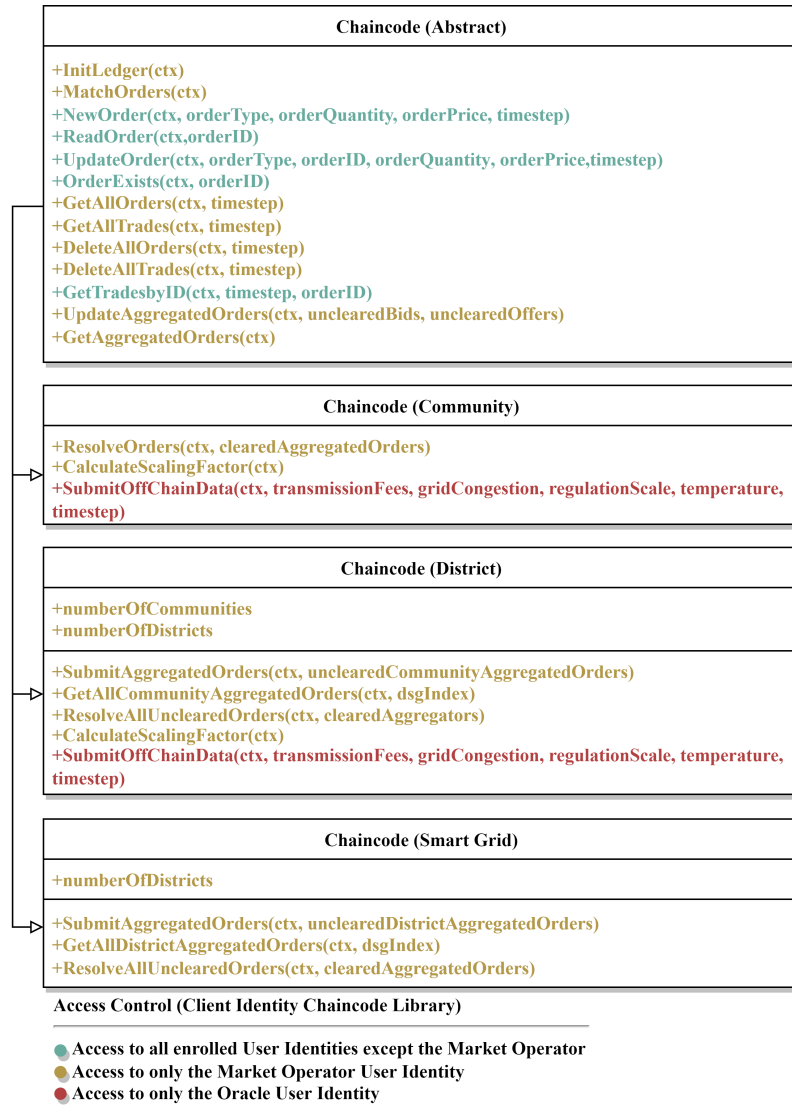 Chaincode (Abstract)
+InitLedger(ctx)
+MatchOrders(ctx)
+NewOrder(ctx, orderType, orderQuantity, orderPrice, timestep)
+ReadOrder(ctx,orderID)
+UpdateOrder(ctx, orderType, orderID, orderQuantity, orderPrice,timestep)
+OrderExists(ctx, orderID)
+GetAllOrders(ctx, timestep)
+GetAllTrades(ctx, timestep)
+DeleteAllOrders(ctx, timestep)
+DeleteAllTrades(ctx, timestep)
+GetTradesbyID(ctx, timestep, orderID)
+UpdateAggregatedOrders(ctx, unclearedBids, unclearedOffers)
+GetAggregatedOrders(ctx)
Chaincode (Community)
+ResolveOrders(ctx, clearedAggregatedOrders)
+CalculateScalingFactor(ctx)
+SubmitOffChainData(ctx, transmissionFees, gridCongestion, regulationScale, temperature,
timestep)
Chaincode (District)
+numberOfCommunities
+numberOfDistricts
+SubmitAggregatedOrders(ctx, unclearedCommunityAggregatedOrders)
+GetAllCommunityAggregatedOrders(ctx, dsgIndex)
+ResolveAllUnclearedOrders(ctx, clearedAggregators)
+CalculateScalingFactor(ctx)
+SubmitOffChainData(ctx, transmissionFees, gridCongestion, regulationScale, temperature,
timestep)
Chaincode (Smart Grid)
+numberOfDistricts
+SubmitAggregatedOrders(ctx, unclearedDistrictAggregatedOrders)
+GetAllDistrictAggregatedOrders(ctx, dsgIndex)
+ResolveAllUnclearedOrders(ctx, clearedAggregatedOrders)
Access Control (Client Identity Chaincode Library)
Access to all enrolled User Identities except the Market Operator
Access to only the Market Operator User Identity
Access to only the Oracle User Identity